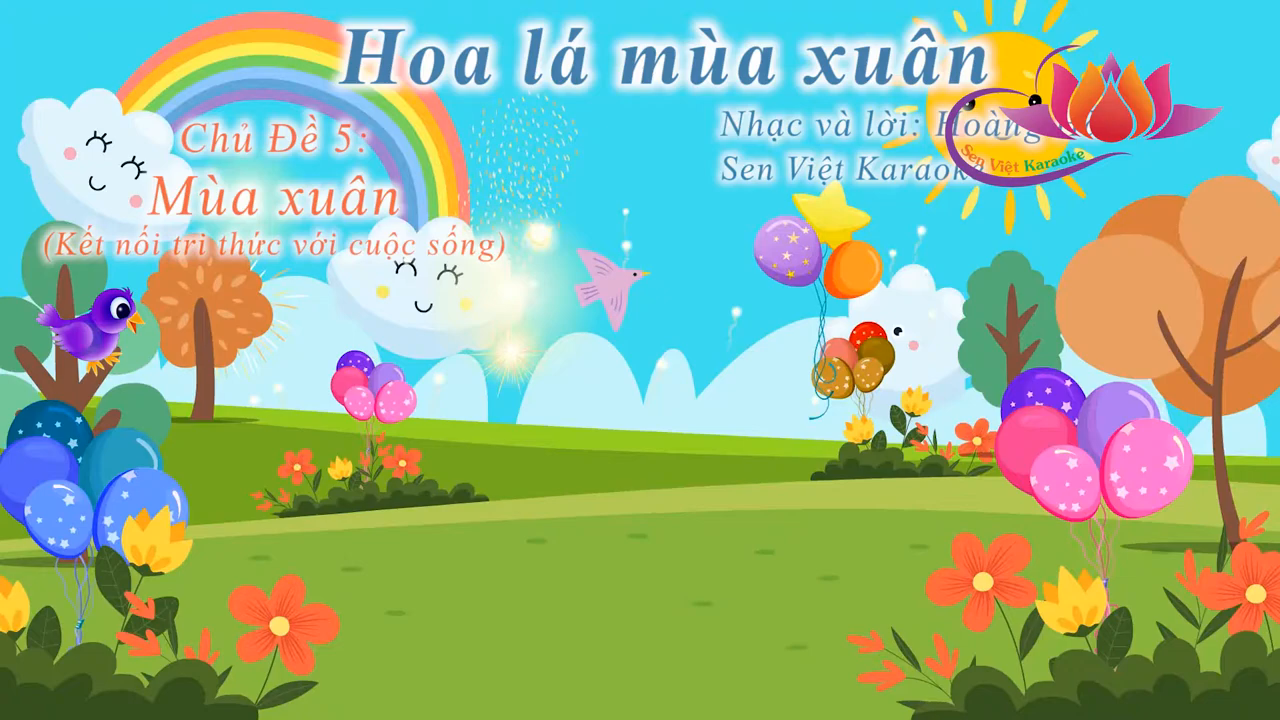 Hoa lá mùa xuân
Chủ Đề 5:
Mùa xuân
(Kết nối tri thức với cuộc sống)
Nhạc và lời: Hoàng
Sen Việt Karaoke
Sen Việt Karaoke